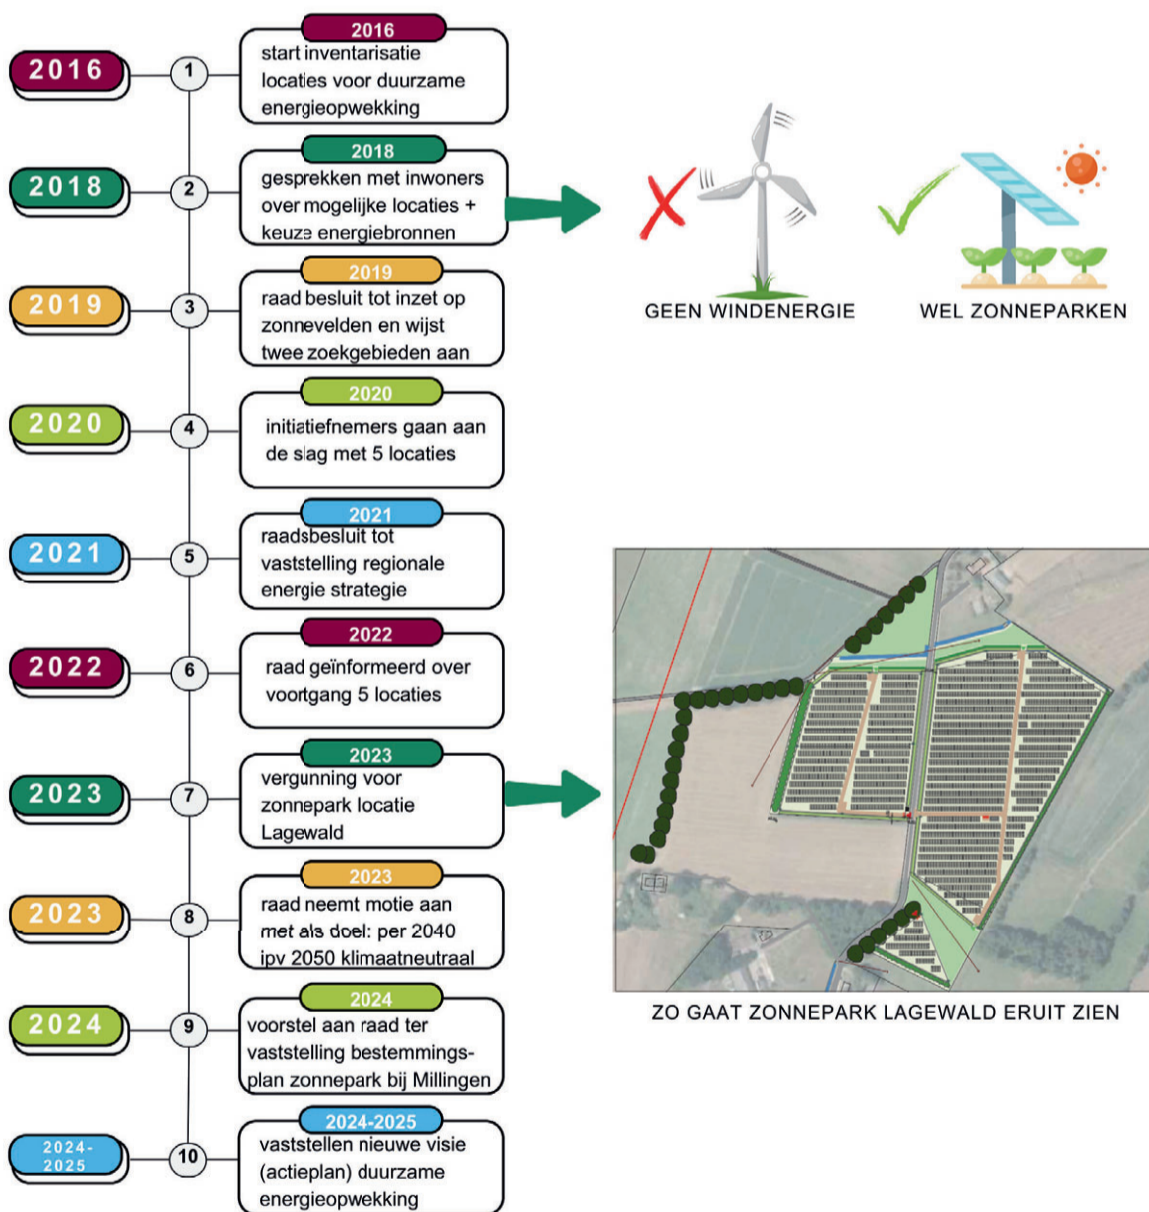 2016
1
2016
start inventarisatie
locaties voor duurzame
energieopwekking
2018
2
2018
gesprekken met inwoners
over mogelijke locaties +
keuze energiebronnen
GEEN WINDENERGIE
WEL ZONNEPARKEN
2019
3
2019
raad besluit tot inzet op
zonnevelden en wijst
twee zoekgebieden aan
2020
4
2020
initiatiefnemers gaan aan
de slag met 5 locaties
2021
5
2021
raadsbesluit tot
vaststelling regionale
energie strategie
2022
6
2022
raad geïnformeerd over
voortgang 5 locaties
2023
7
2023
vergunning voor
zonnepark locatie
Lagewald
ZO GAAT ZONNEPARK LAGEWALD ERUIT ZIEN
2023
8
2023
raad neemt motie aan
met als doel: per 2040
ipv 2050 klimaatneutraal
2024
9
2024
voorstel aan raad ter
vaststelling bestemmings-
plan zonnepark bij Millingen
2024-
2025
10
2024-2025
vaststellen nieuwe visie
(actieplan) duurzame
energieopwekking